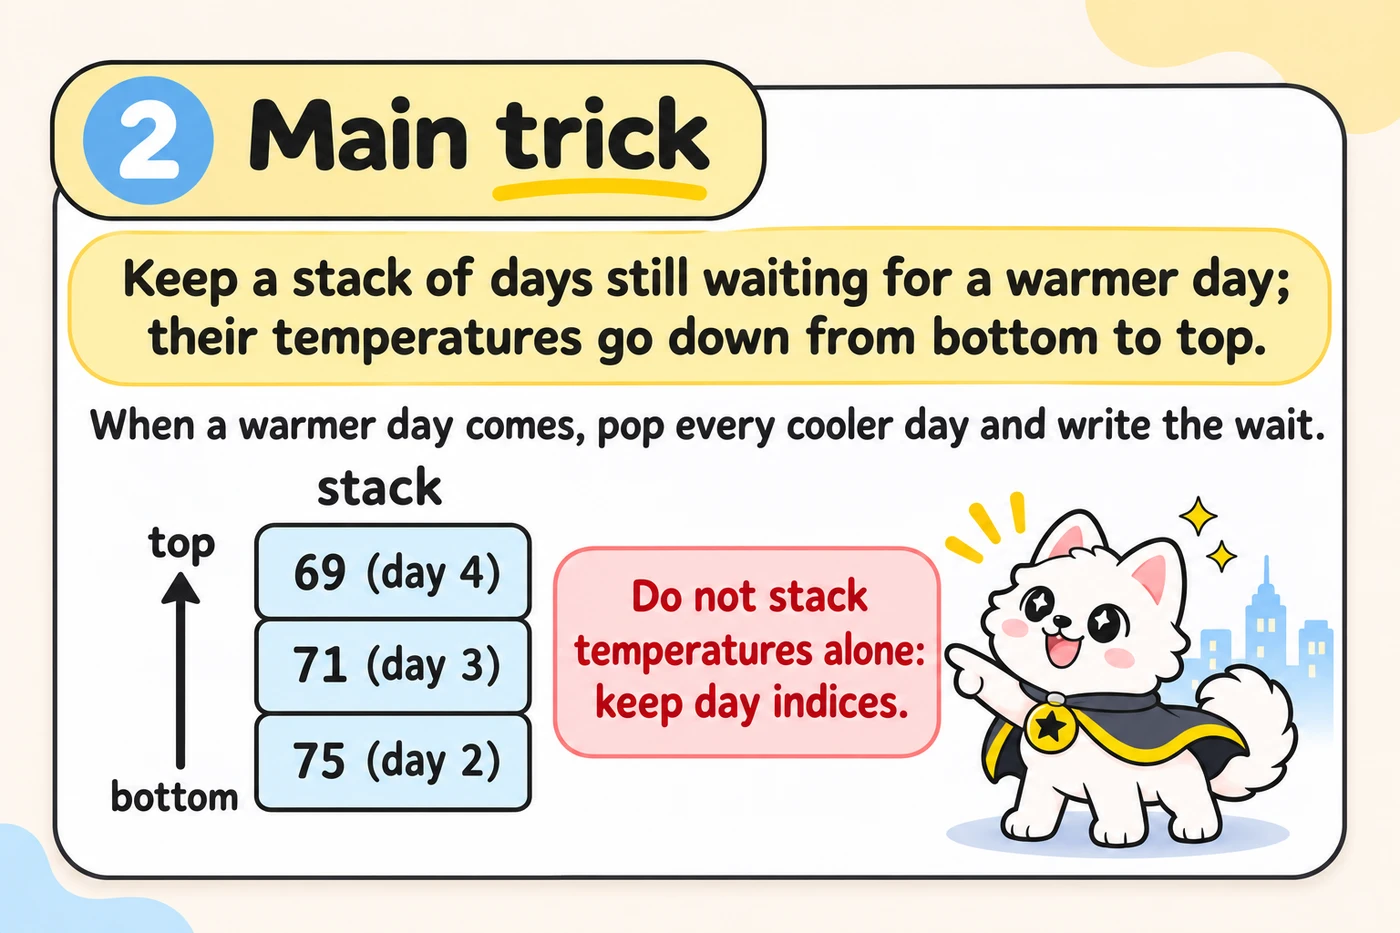 2 Main trick
Keep a stack of days still waiting for a warmer day;
their temperatures go down from bottom to top.
When a warmer day comes, pop every cooler day and write the wait.
stack
top
69 (day 4)
71 (day 3)
75 (day 2)
bottom
Do not stack
temperatures alone:
keep day indices.